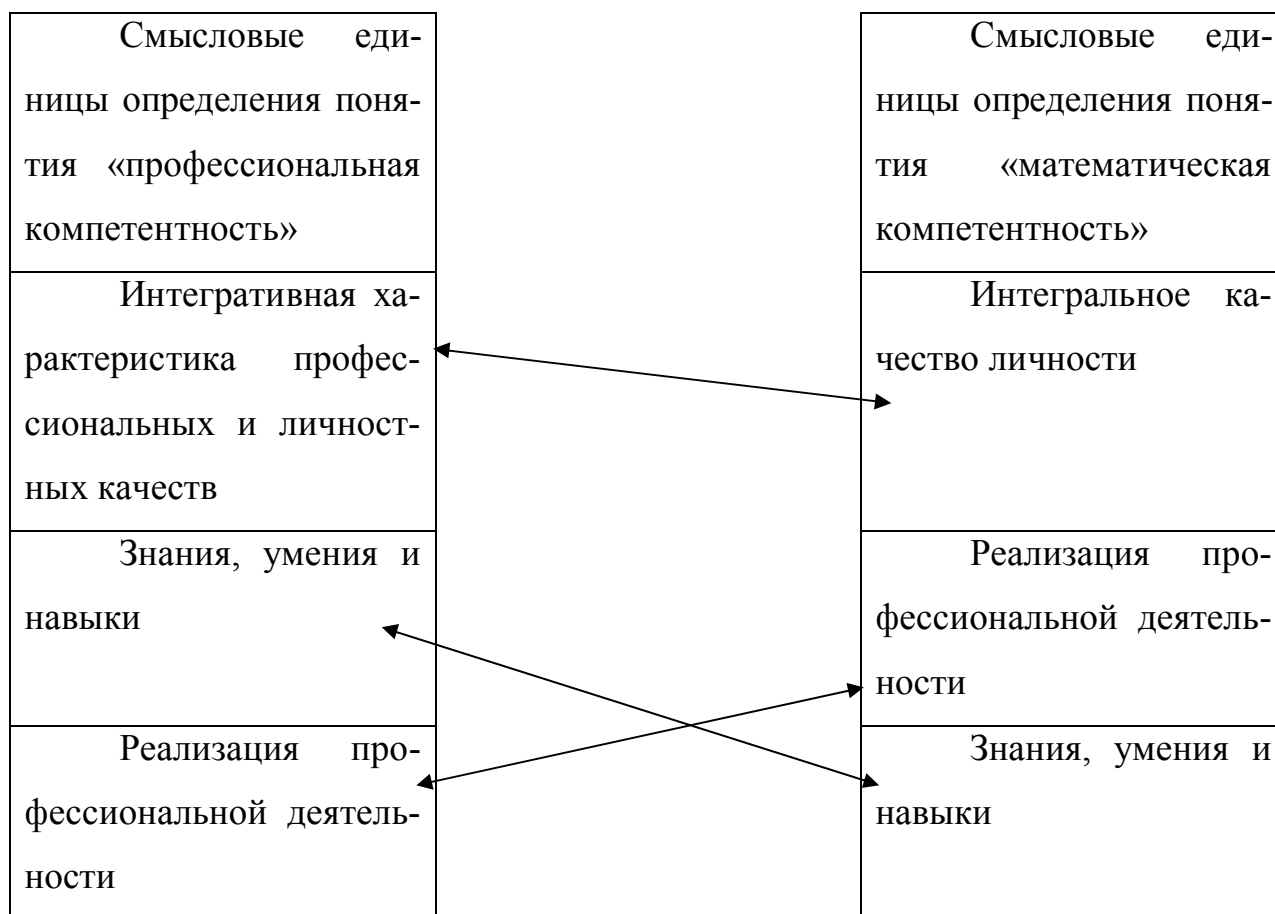 Смысловые еди-
ницы определения поня-
тия «профессиональная
компетентность»
Интегративная ха-
рактеристика профес-
сиональных и личност-
ных качеств
Знания, умения и
навыки
Реализация про-
фессиональной деятель-
ности
Смысловые еди-
ницы определения поня-
тия «математическая
компетентность»
Интегральное ка-
чество личности
Реализация про-
фессиональной деятель-
ности
Знания, умения и
навыки